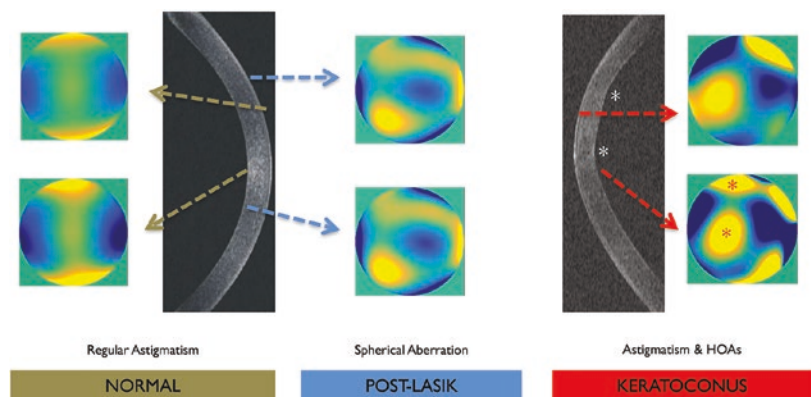 Regular Astigmatism
Spherical Aberration
Astigmatism & HOAs
NORMAL
POST-LASIK
KERATOCONUS